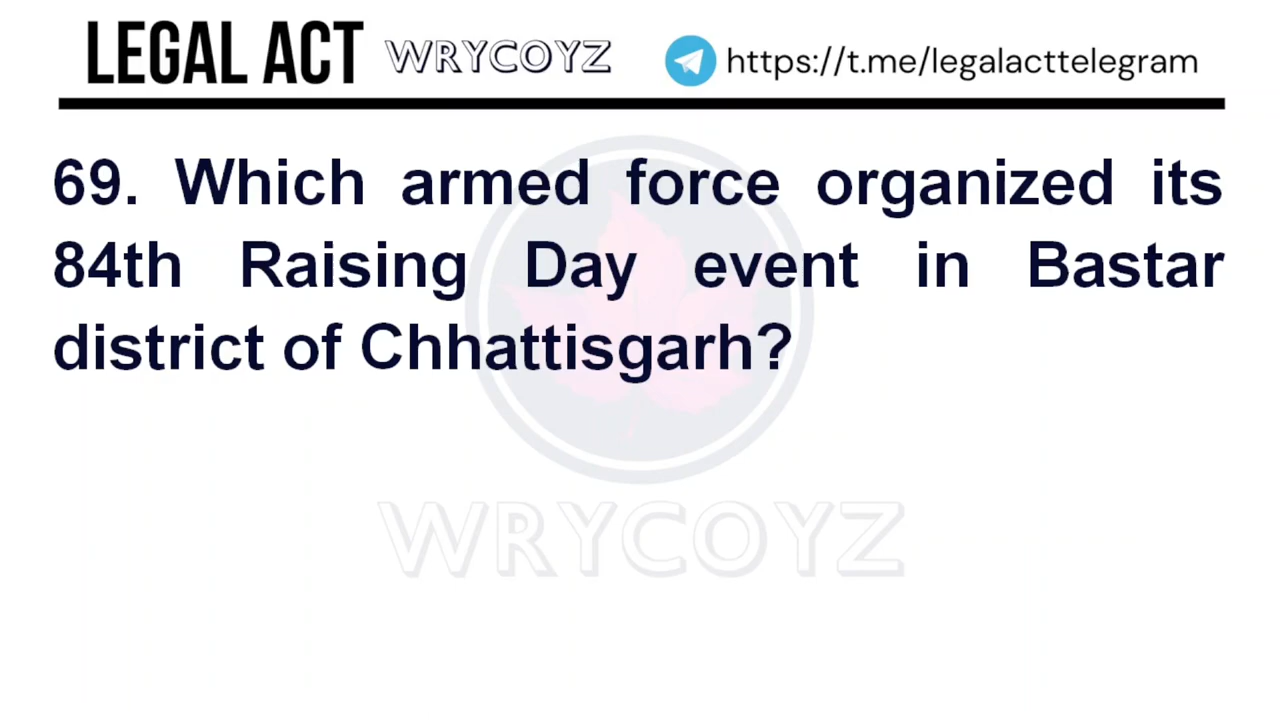 LEGAL ACT WRYCOYZ https://t.me/legalacttelegram
69. Which armed force organized its
84th Raising Day event in Bastar
district of Chhattisgarh?
WRYCOYZ